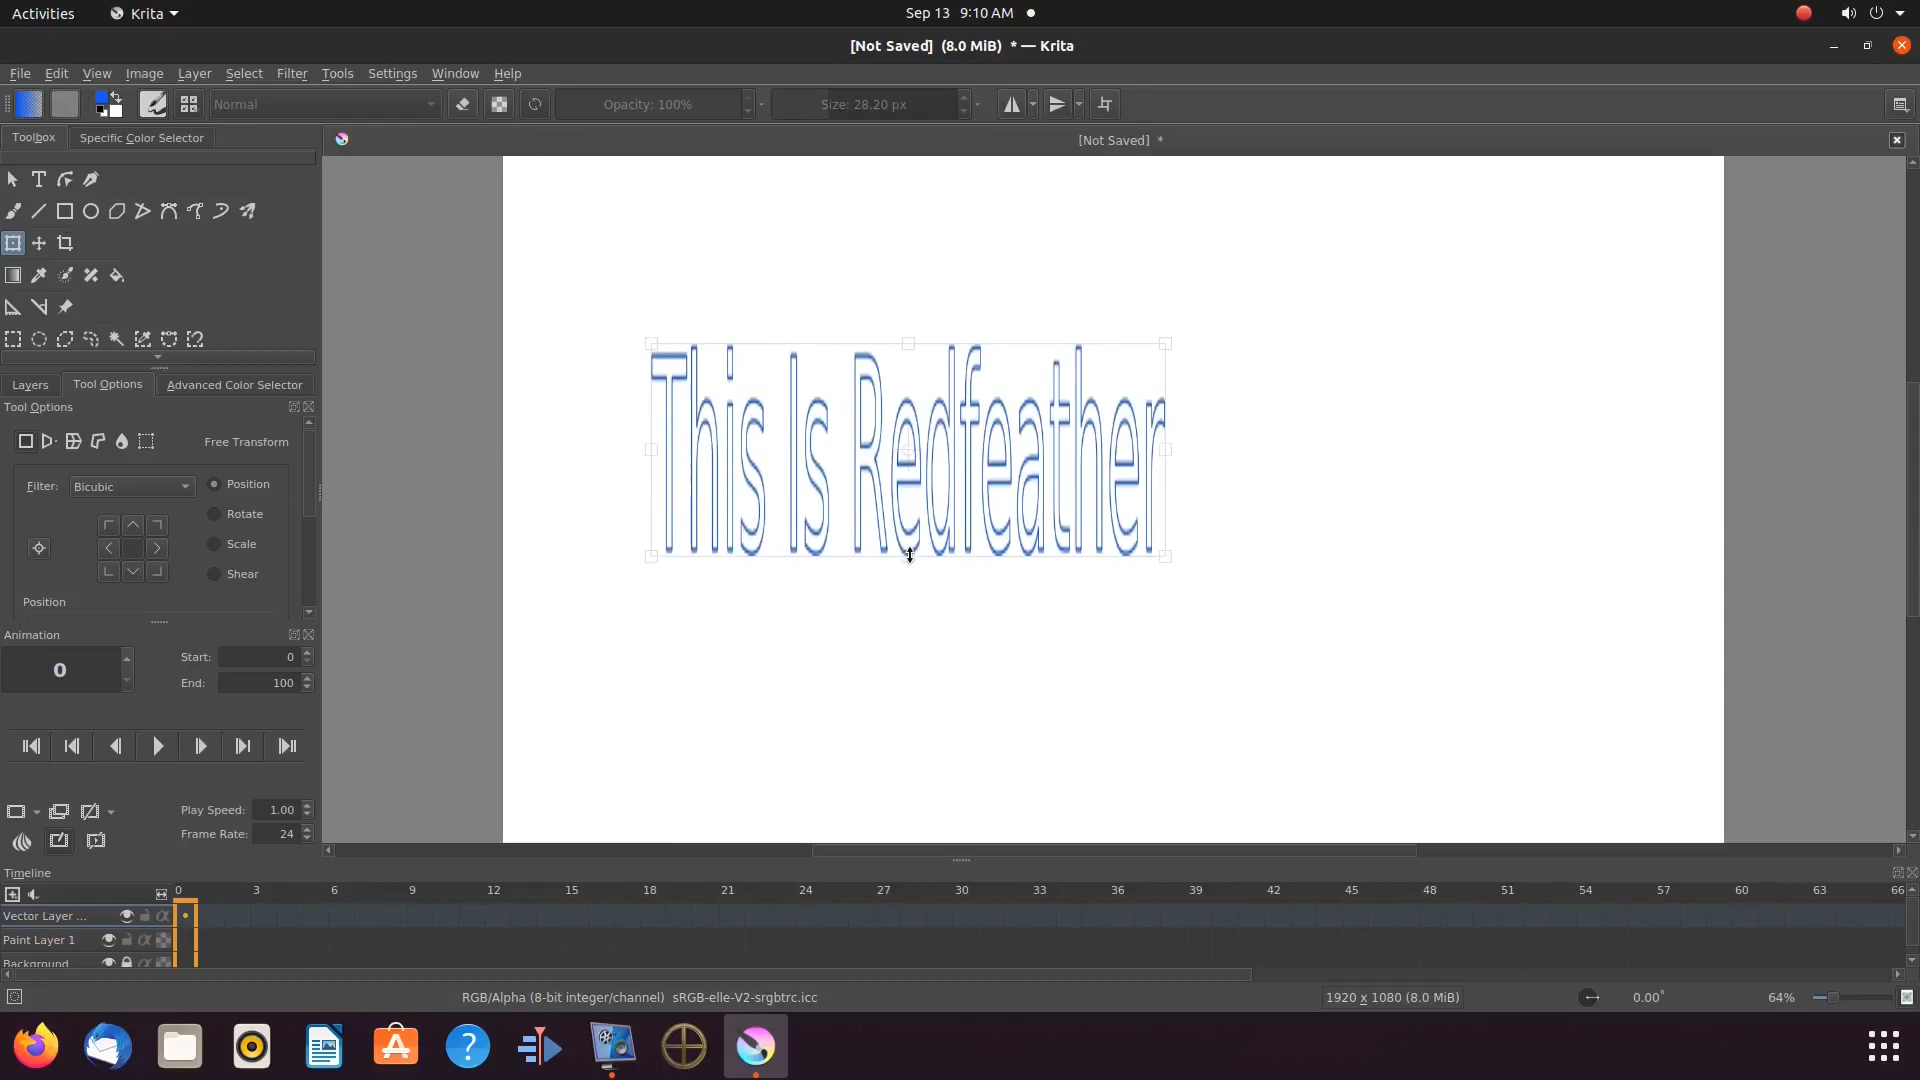 Activities Krita Sep 13 9:10 AM
[Not Saved] (8.0 MiB) * — Krita
File Edit View Image Layer Select Filter Tools Settings Window Help
Normal Opacity: 100% Size: 28.20 px
Toolbox Specific Color Selector [Not Saved] *
This Is Redfeather
Layers Tool Options Advanced Color Selector
Tool Options
Free Transform
Filter: Bicubic Position
Rotate
Scale
Shear
Position
Animation
0 Start: 0
End: 100
Play Speed: 1.00
Frame Rate: 24
Timeline
0 3 6 9 12 15 18 21 24 27 30 33 36 39 42 45 48 51 54 57 60 63 66
Vector Layer ...
Paint Layer 1
Background
RGB/Alpha (8-bit integer/channel) sRGB-elle-V2-srgbtrc.icc 1920 x 1080 (8.0 MiB) 0.00° 64%